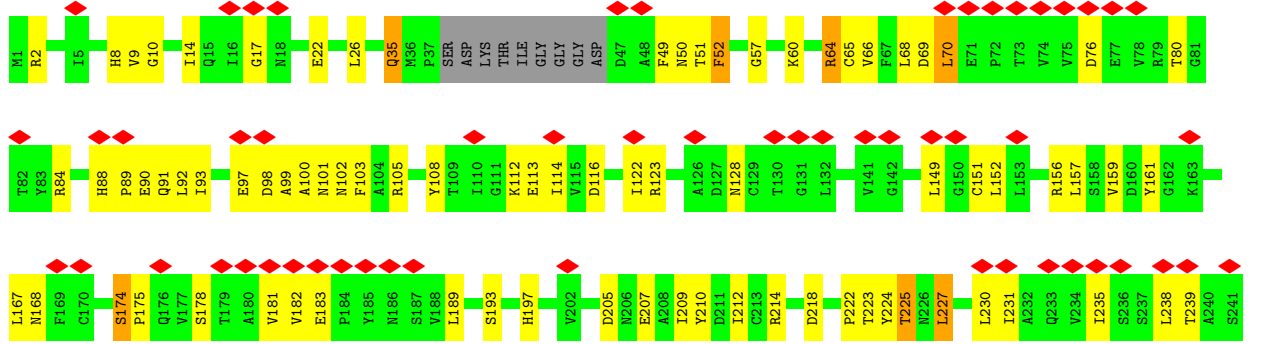 M1 R2 I5 H8 V9 G10 I14 Q15 I16 G17 N18 E22 L26 Q35 M36 P37 SER ASP LYS THR ILE GLY GLY GLY ASP D47 A48 F49 N50 T51 F52 G57 K60 R64 C65 V66 F67 L68 D69 L70 E71 P72 T73 V74 V75 D76 E77 V78 R79 T80 G81
T82 Y83 R84 H88 P89 E90 Q91 L92 I93 E97 D98 A99 A100 N101 N102 F103 A104 R105 Y108 T109 I110 G111 K112 E113 I114 V115 D116 I122 R123 A126 D127 N128 C129 T130 G131 L132 V141 G142 L149 G150 C151 L152 L153 R156 L157 S158 V159 D160 Y161 G162 K163
L167 N168 F169 C170 S174 P175 Q176 V177 S178 T179 A180 V181 V182 E183 P184 Y185 N186 S187 V188 L189 S193 H197 V202 D205 N206 E207 A208 I209 Y210 D211 I212 C213 R214 D218 P222 T223 Y224 T225 N226 L227 L230 I231 A232 Q233 V234 I235 S236 S237 L238 T239 A240 S241